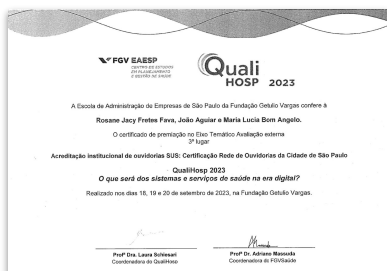 FGV EAESP
CENTRO DE ESTUDOS
EM PLANEJAMENTO
E GESTÃO DE SAÚDE
Quali
HOSP 2023
A Escola de Administração de Empresas de São Paulo da Fundação Getulio Vargas confere à
Rosane Jacy Fretes Fava, João Aguiar e Maria Lucia Bom Angelo.
O certificado de premiação no Eixo Temático Avaliação externa
3º lugar
Acreditação institucional de ouvidorias SUS: Certificação Rede de Ouvidorias da Cidade de São Paulo
QualiHosp 2023
O que será dos sistemas e serviços de saúde na era digital?
Realizado nos dias 18, 19 e 20 de setembro de 2023, na Fundação Getulio Vargas.
Profª Dra. Laura Schiesari
Coordenadora do QualiHosp
Profº Dr. Adriano Massuda
Coordenador do FGVSaúde